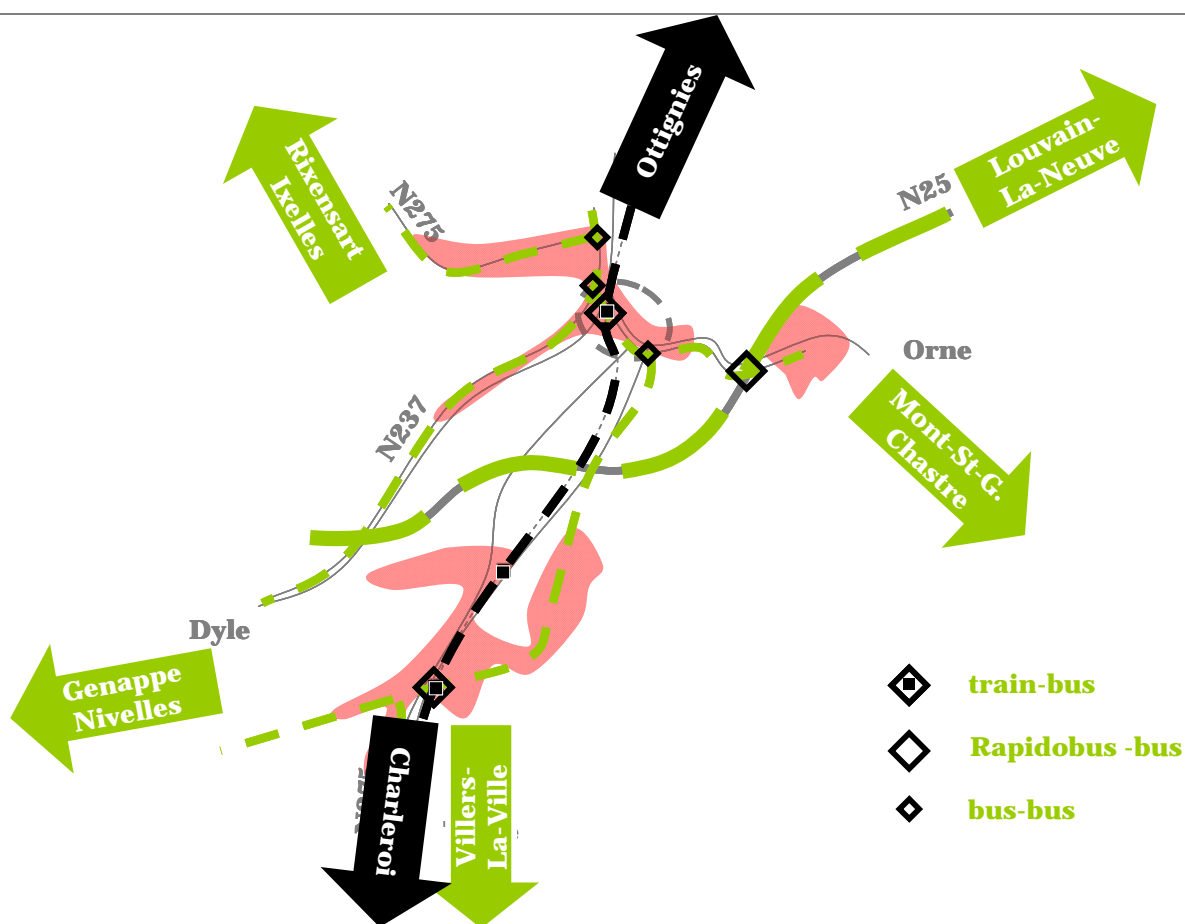 Ottignies
Louvain-
La-Neuve
Rixensart
Ixelles
N275
N25
Orne
N237
Mont-St-G.
Chastre
Dyle
Genappe
Nivelles
train-bus
Rapidobus -bus
bus-bus
Charleroi
Villers-
La-Ville